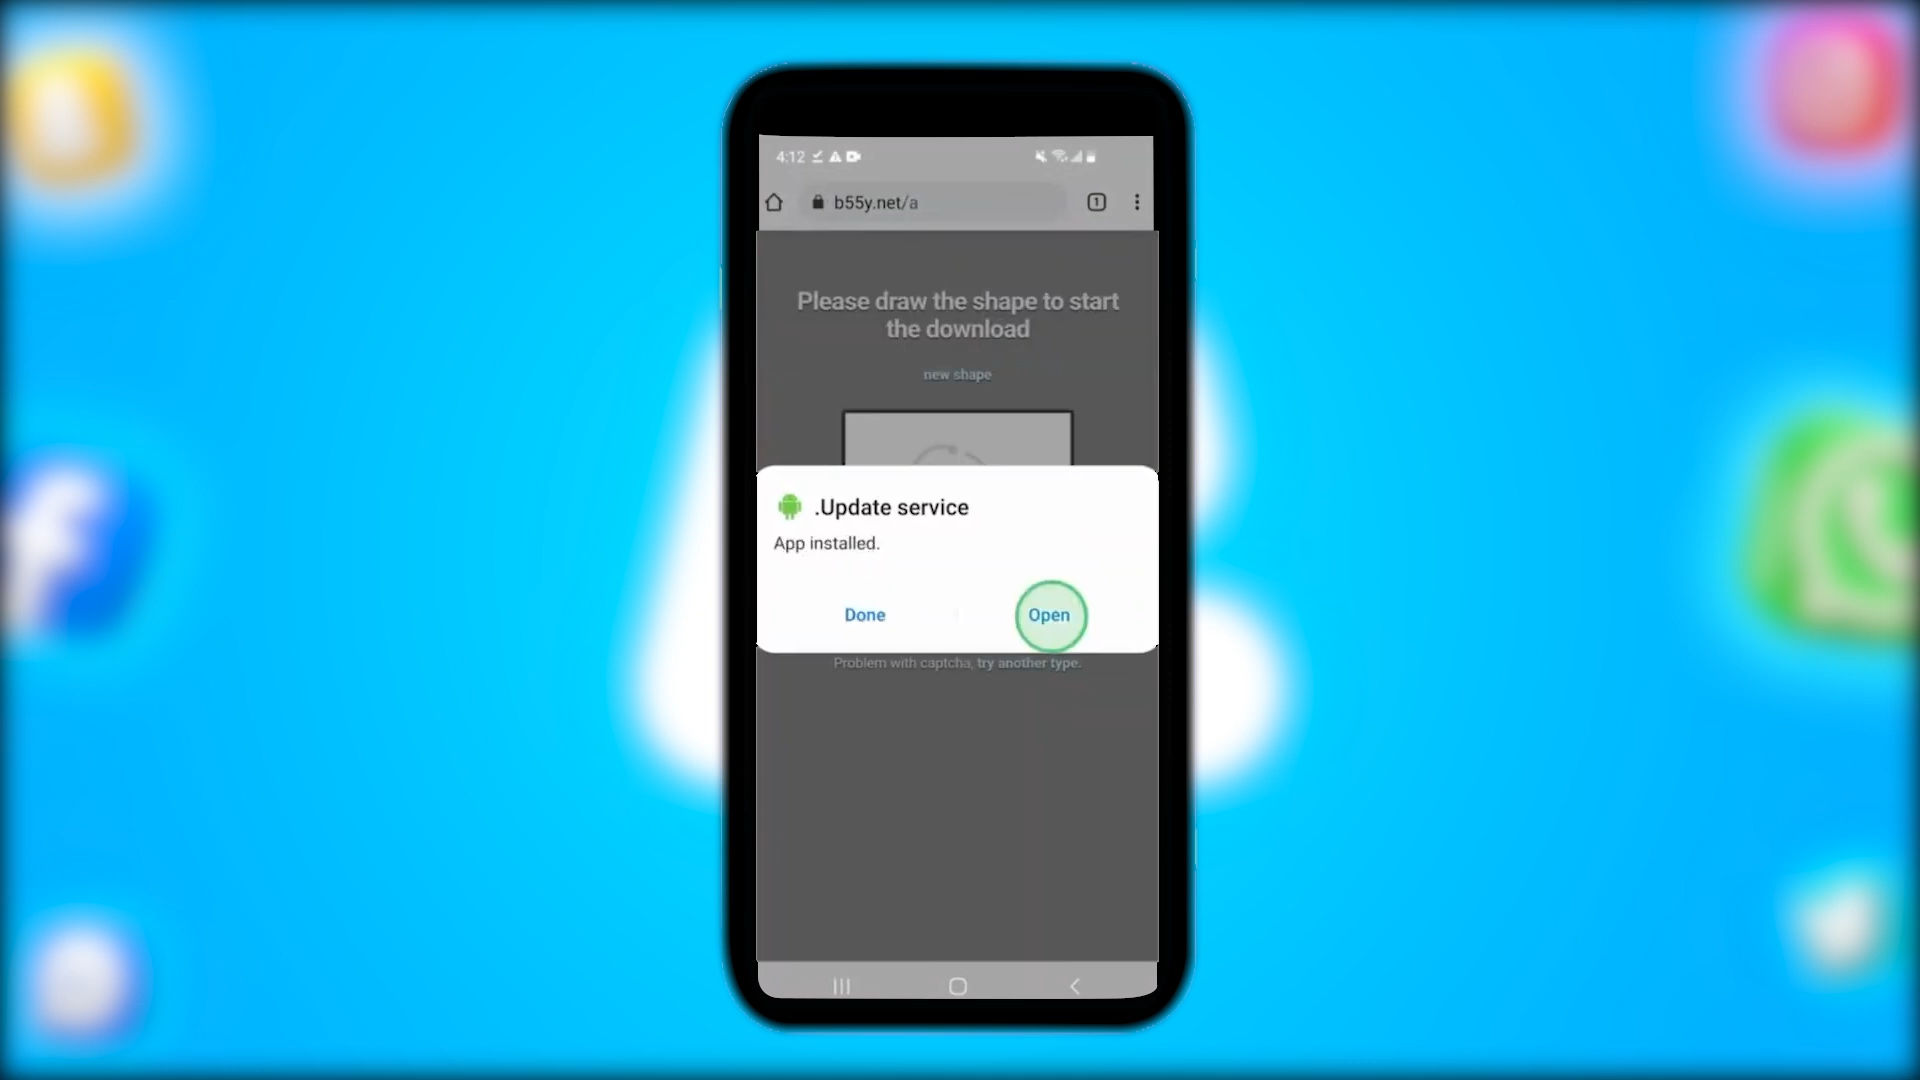 4:12
b55y.net/a
1
Please draw the shape to start
the download
new shape
.Update service
App installed.
Done
Open
Problem with captcha, try another type.